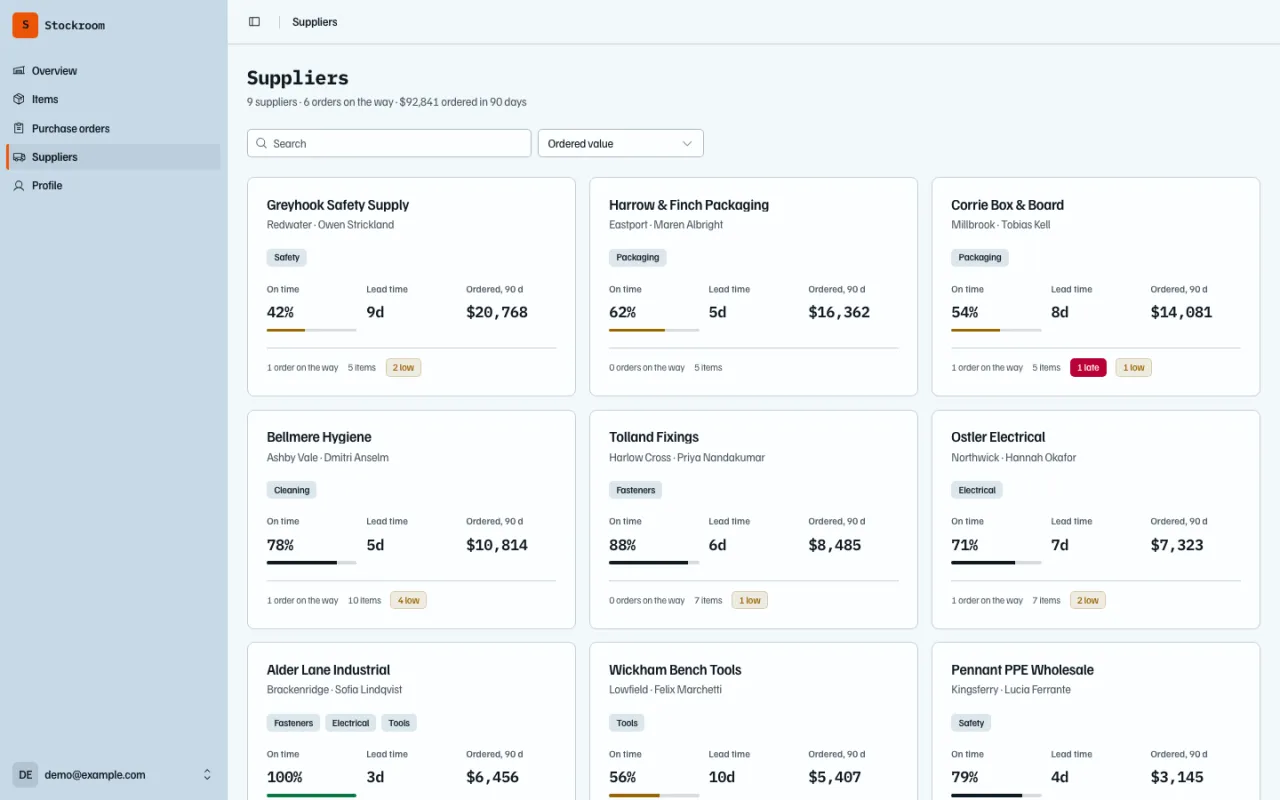 S Stockroom
Overview
Items
Purchase orders
Suppliers
Profile
DE demo@example.com
Suppliers
Suppliers
9 suppliers · 6 orders on the way · $92,841 ordered in 90 days
Search
Ordered value
Greyhook Safety Supply
Redwater · Owen Strickland
Safety
On time Lead time Ordered, 90 d
42% 9d $20,768
1 order on the way 5 items 2 low
Harrow & Finch Packaging
Eastport · Maren Albright
Packaging
On time Lead time Ordered, 90 d
62% 5d $16,362
0 orders on the way 5 items
Corrie Box & Board
Millbrook · Tobias Kell
Packaging
On time Lead time Ordered, 90 d
54% 8d $14,081
1 order on the way 5 items 1 late 1 low
Bellmere Hygiene
Ashby Vale · Dmitri Anselm
Cleaning
On time Lead time Ordered, 90 d
78% 5d $10,814
1 order on the way 10 items 4 low
Tolland Fixings
Harlow Cross · Priya Nandakumar
Fasteners
On time Lead time Ordered, 90 d
88% 6d $8,485
0 orders on the way 7 items 1 low
Ostler Electrical
Northwick · Hannah Okafor
Electrical
On time Lead time Ordered, 90 d
71% 7d $7,323
1 order on the way 7 items 2 low
Alder Lane Industrial
Brackenridge · Sofia Lindqvist
Fasteners Electrical Tools
On time Lead time Ordered, 90 d
100% 3d $6,456
Wickham Bench Tools
Lowfield · Felix Marchetti
Tools
On time Lead time Ordered, 90 d
56% 10d $5,407
Pennant PPE Wholesale
Kingsferry · Lucia Ferrante
Safety
On time Lead time Ordered, 90 d
79% 4d $3,145